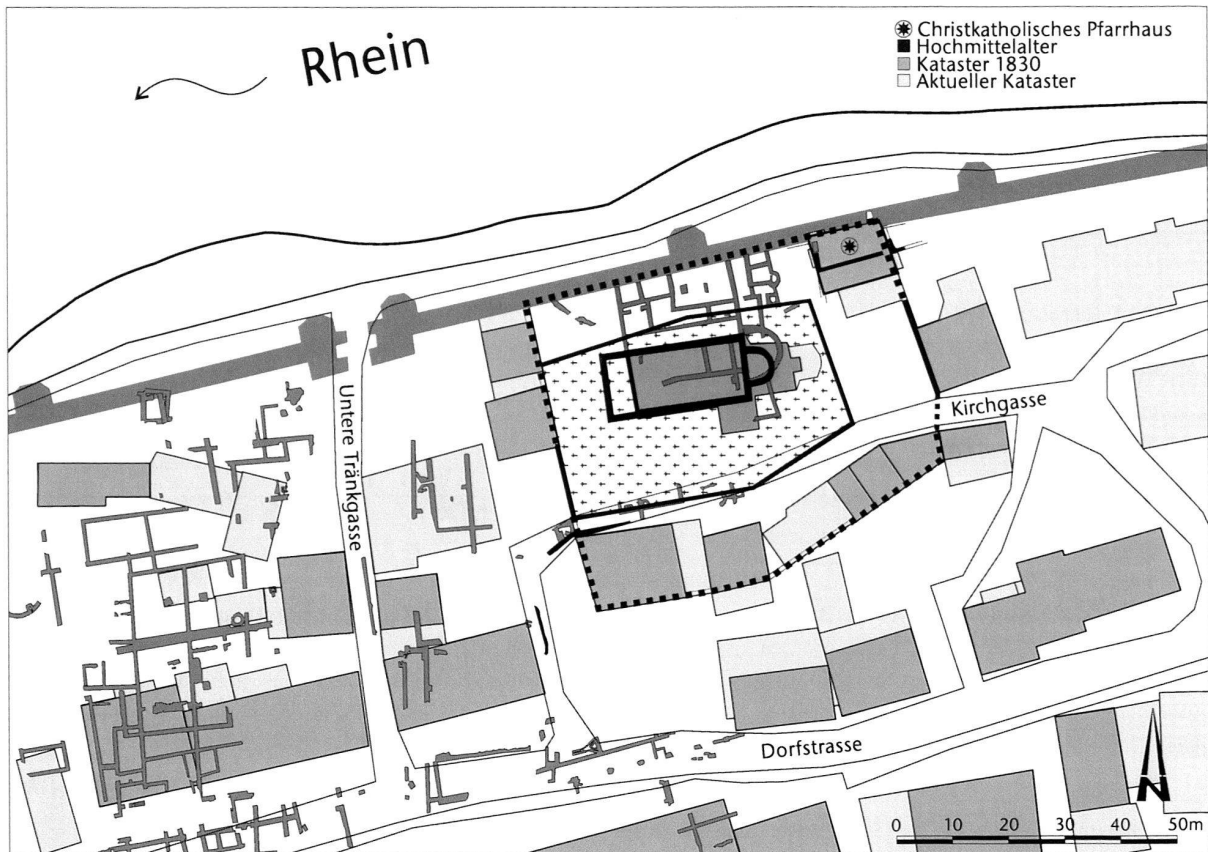 Rhein
Christkatholisches Pfarrhaus
Hochmittelalter
Kataster 1830
Aktueller Kataster
Untere Tränkgasse
Kirchgasse
Dorfstrasse
N
0 10 20 30 40 50m